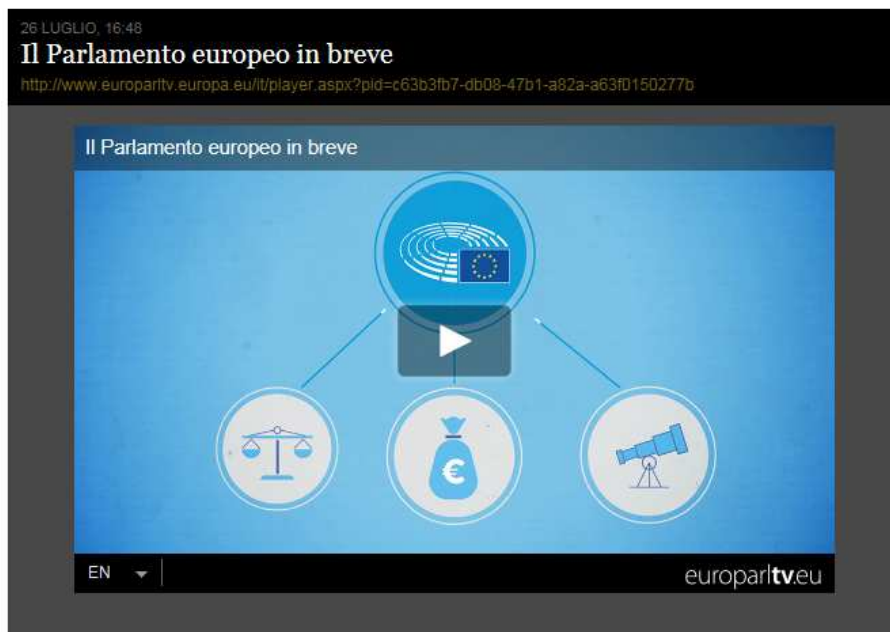 26 LUGLIO, 16:48
Il Parlamento europeo in breve
http://www.europarltv.europa.eu/it/player.aspx?pid=c63b3fb7-db08-47b1-a82a-a63f0150277b
Il Parlamento europeo in breve
€
EN
europarltv.eu